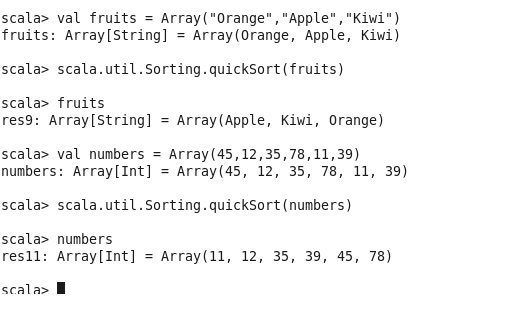 scala> val fruits = Array("Orange","Apple","Kiwi")
fruits: Array[String] = Array(Orange, Apple, Kiwi)
scala> scala.util.Sorting.quickSort(fruits)
scala> fruits
res9: Array[String] = Array(Apple, Kiwi, Orange)
scala> val numbers = Array(45,12,35,78,11,39)
numbers: Array[Int] = Array(45, 12, 35, 78, 11, 39)
scala> scala.util.Sorting.quickSort(numbers)
scala> numbers
res11: Array[Int] = Array(11, 12, 35, 39, 45, 78)
scala>